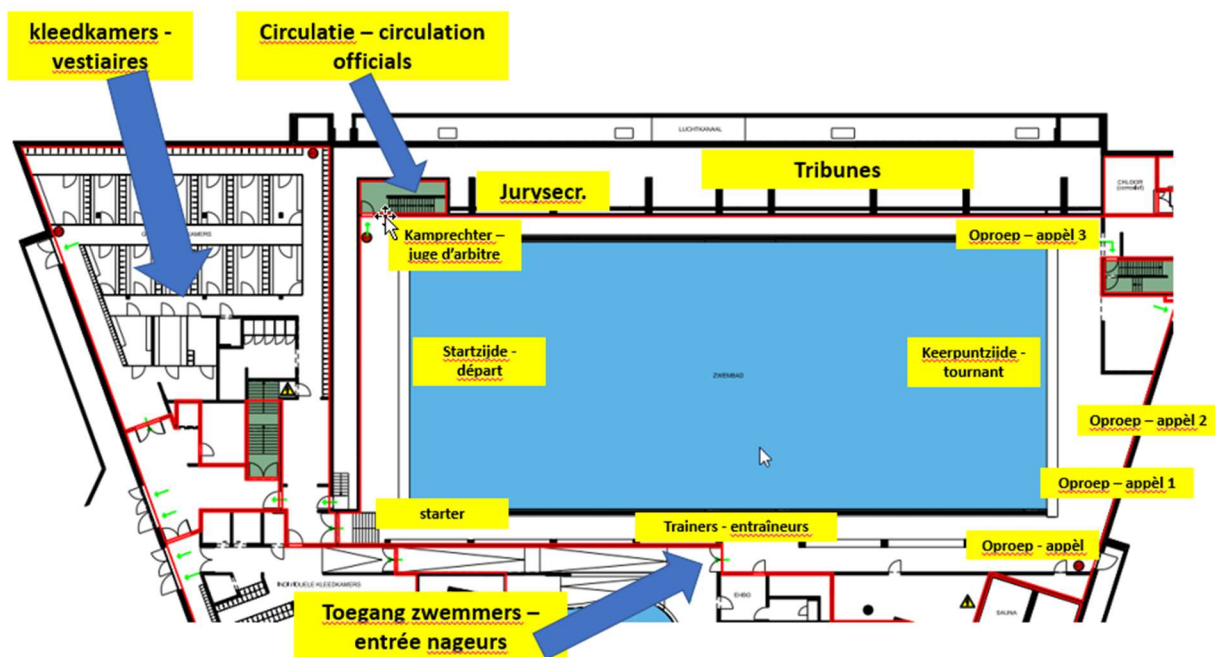 kleedkamers -
vestiaires
Circulatie – circulation
officials
LUCHTKANAAL
Tribunes
Jurysecr.
CHLOOR
Kamprechter –
juge d'arbitre
Oproep – appèl 3
Startzijde -
départ
Keerpuntzijde -
tournant
ZWEMBAD
Oproep – appèl 2
Oproep – appèl 1
starter
Trainers - entraîneurs
Oproep - appèl
INDIVIDUELE KLEEDKAMERS
EHBO
SAUNA
Toegang zwemmers –
entrée nageurs